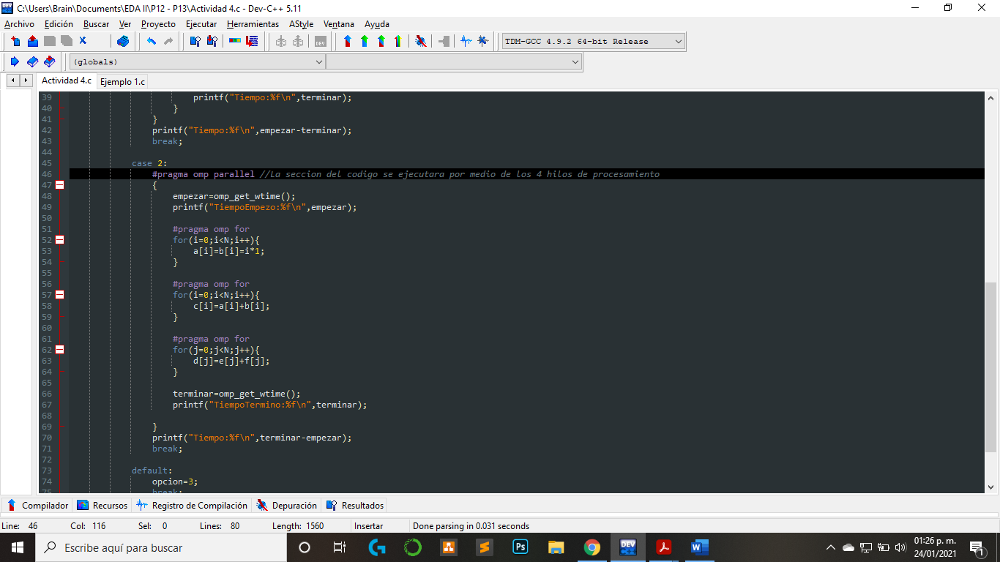 C:\Users\Brain\Documents\EDA II\P12 - P13\Actividad 4.c - Dev-C++ 5.11
Archivo Edición Buscar Ver Proyecto Ejecutar Herramientas AStyle Ventana Ayuda
DEV TDM-GCC 4.9.2 64-bit Release
(globals)
Actividad 4.c Ejemplo 1.c
39 printf("Tiempo:%f\n",terminar);
40 }
41 }
42 printf("Tiempo:%f\n",empezar-terminar);
43 break;
44
45 case 2:
46 #pragma omp parallel //La seccion del codigo se ejecutara por medio de los 4 hilos de procesamiento
47 {
48 empezar=omp_get_wtime();
49 printf("TiempoEmpezo:%f\n",empezar);
50
51 #pragma omp for
52 for(i=0;i<N;i++){
53 a[i]=b[i]=i*1;
54 }
55
56 #pragma omp for
57 for(i=0;i<N;i++){
58 c[i]=a[i]+b[i];
59 }
60
61 #pragma omp for
62 for(j=0;j<N;j++){
63 d[j]=e[j]+f[j];
64 }
65
66 terminar=omp_get_wtime();
67 printf("TiempoTermino:%f\n",terminar);
68
69 }
70 printf("Tiempo:%f\n",terminar-empezar);
71 break;
72
73 default:
74 opcion=3;
75 break;
Compilador Recursos Registro de Compilación Depuración Resultados
Line: 46 Col: 116 Sel: 0 Lines: 80 Length: 1560 Insertar Done parsing in 0.031 seconds
Escribe aquí para buscar Ps DEV W 01:26 p. m.
24/01/2021 1